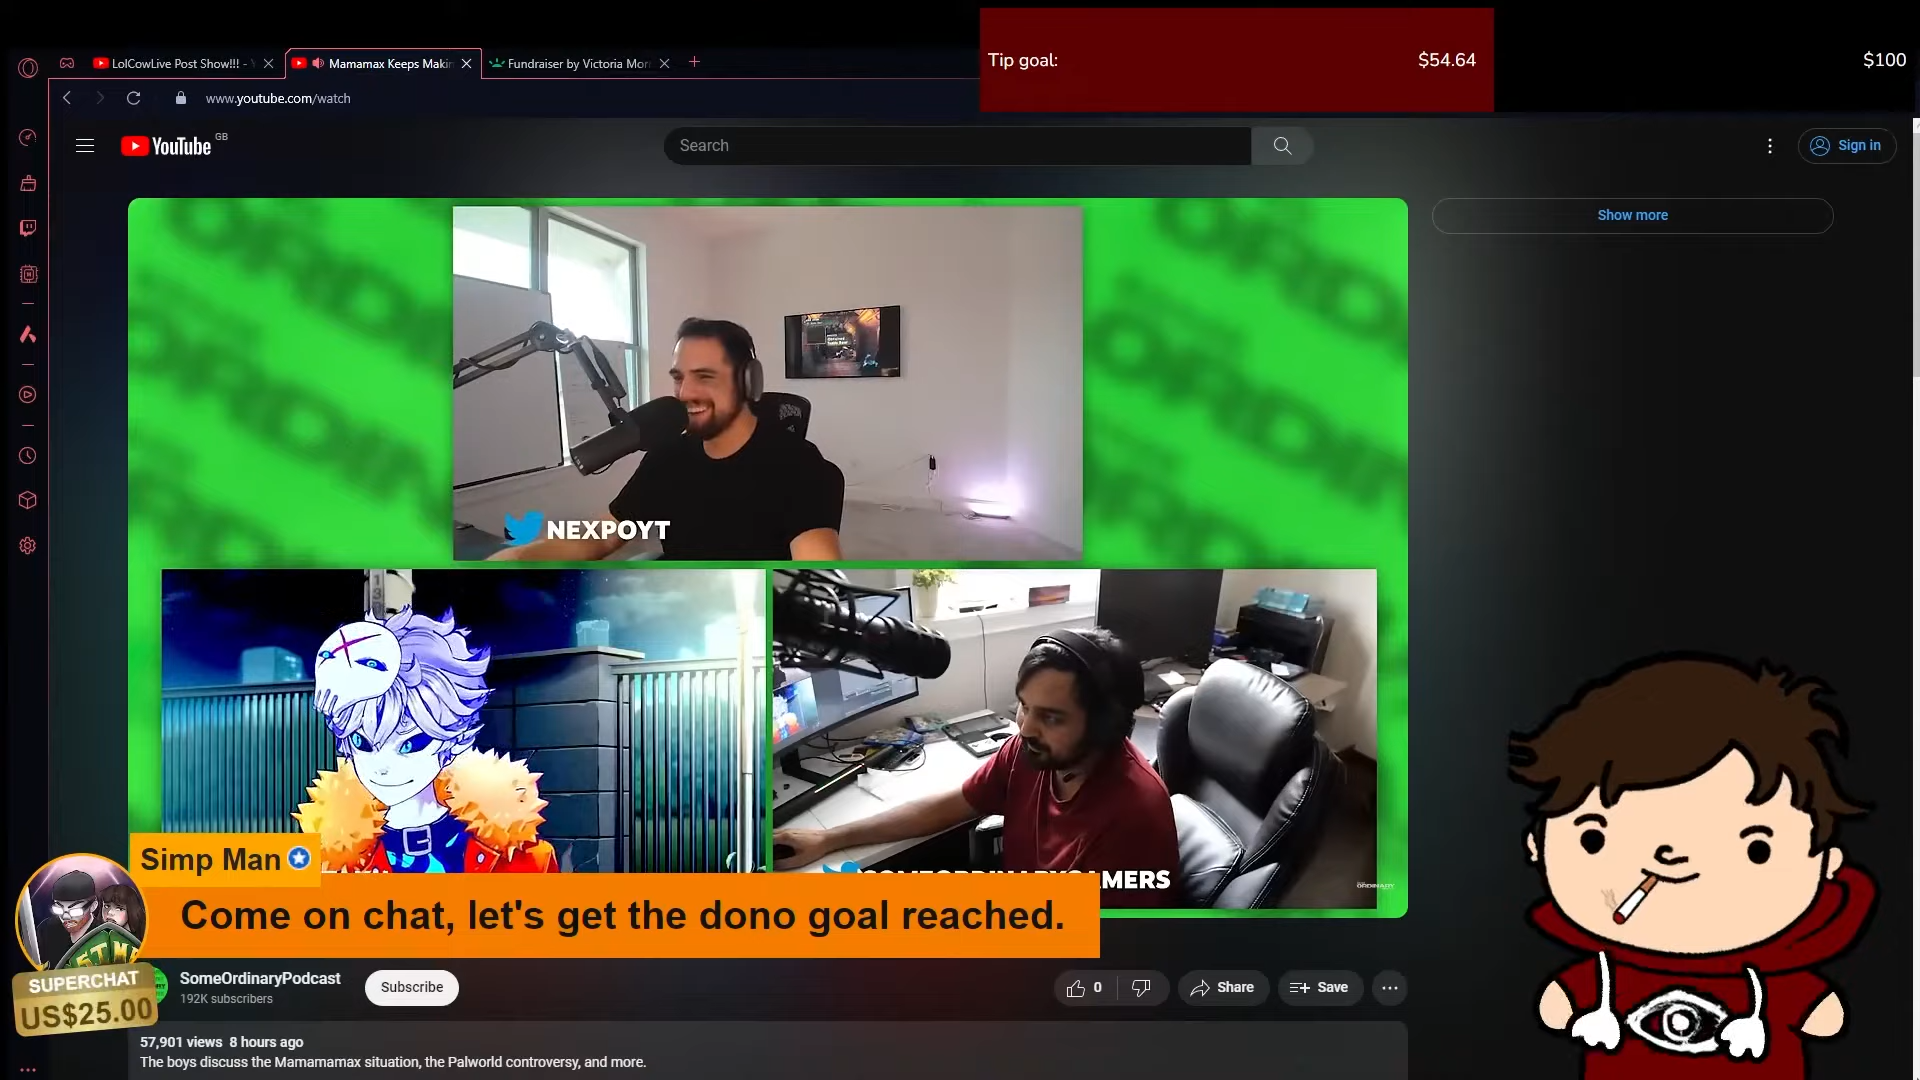 Tip goal:
$54.64
$100
LolCowLive Post Show!!! -
Mamamax Keeps Makin
Fundraiser by Victoria Mor
www.youtube.com/watch
YouTube
GB
Search
Sign in
Show more
NEXPOYT
Simp Man
Come on chat, let's get the dono goal reached.
SUPERCHAT
US$25.00
SomeOrdinaryPodcast
192K subscribers
Subscribe
0
Share
Save
57,901 views 8 hours ago
The boys discuss the Mamamamax situation, the Palworld controversy, and more.